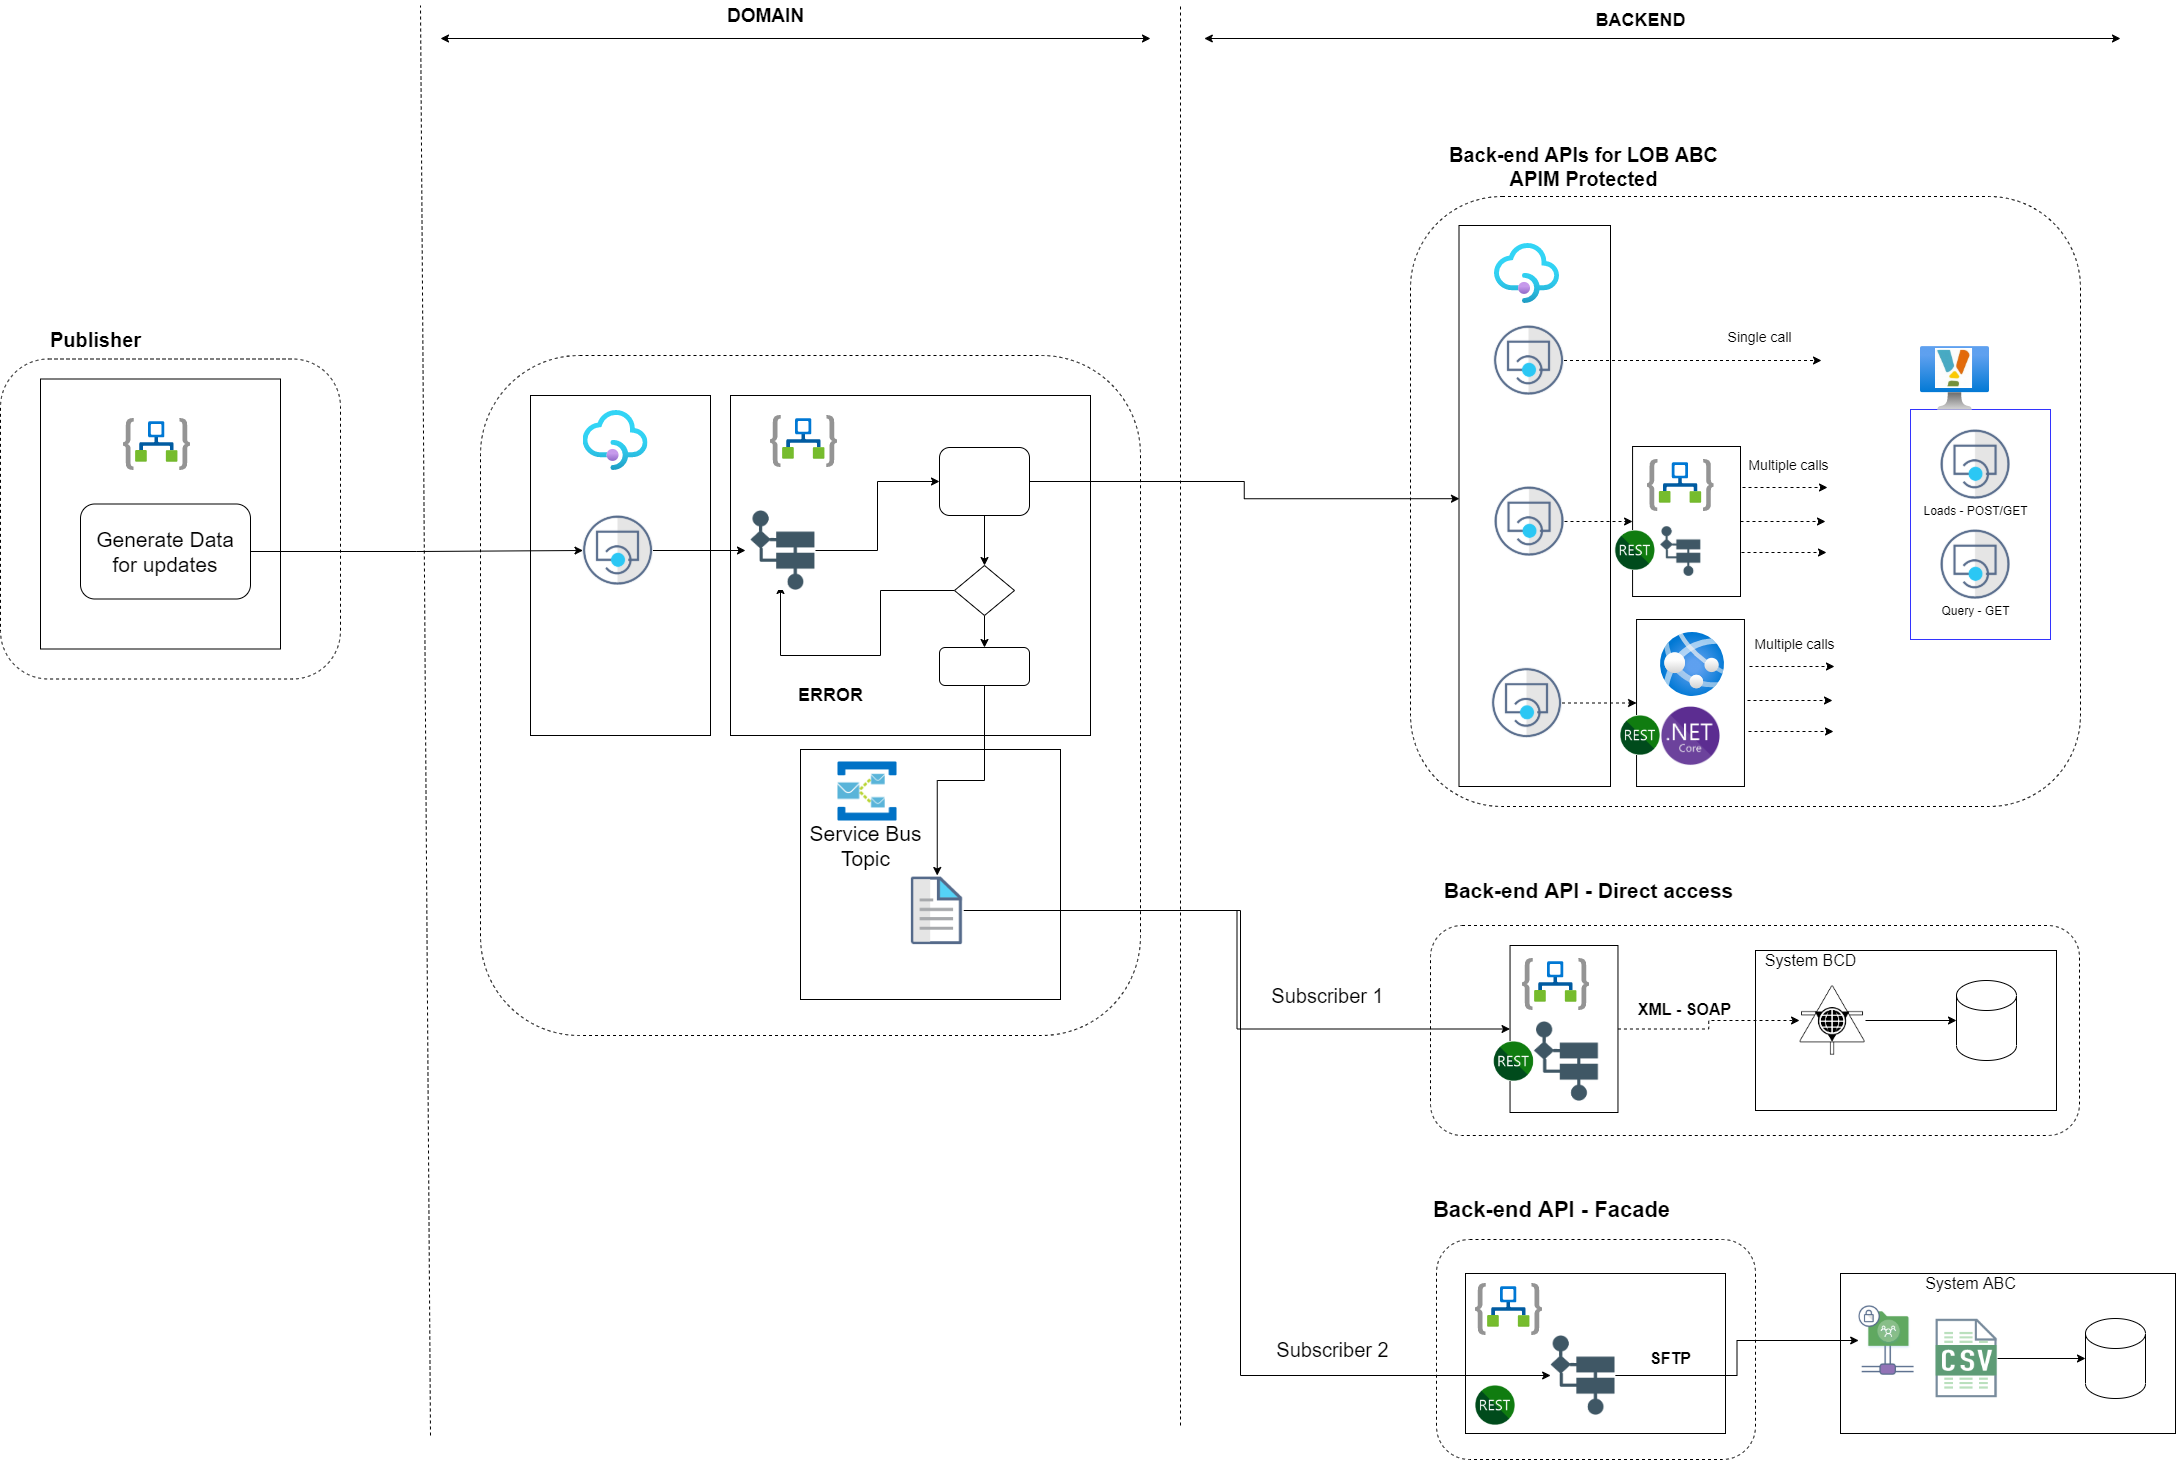 DOMAIN
BACKEND
Back-end APIs for LOB ABC
APIM Protected
Single call
Publisher
Generate Data
for updates
Multiple calls
REST
Loads - POST/GET
Query - GET
Multiple calls
REST
.NET
Core
ERROR
Service Bus
Topic
Back-end API - Direct access
System BCD
Subscriber 1
XML - SOAP
REST
Back-end API - Facade
System ABC
Subscriber 2
SFTP
CSV
REST